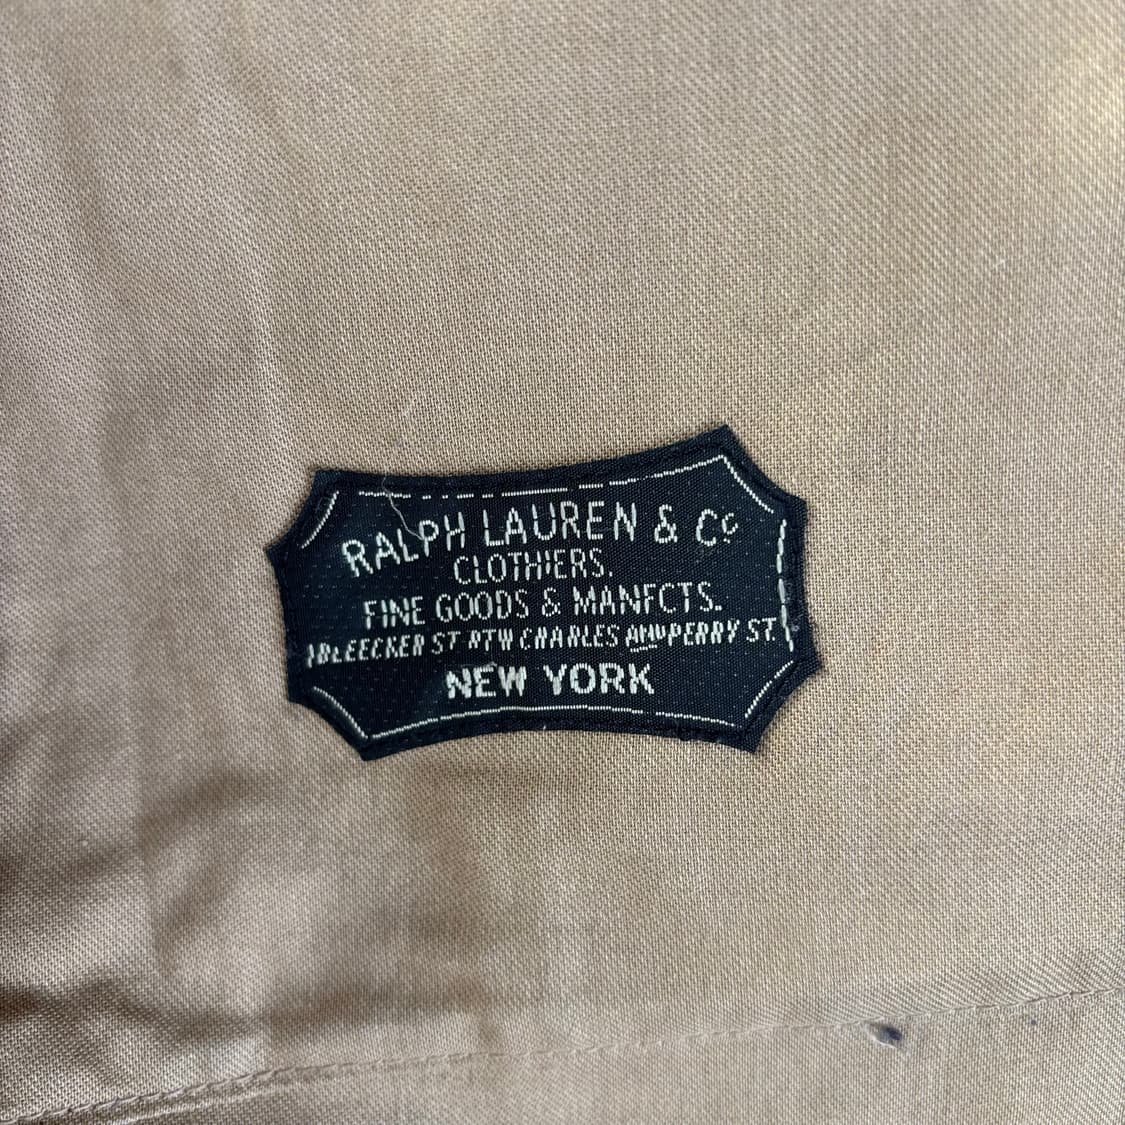 RALPH LAUREN & Cº
CLOTHIERS.
FINE GOODS & MANFCTS.
BLEECKER ST BTW CHARLES AND PERRY ST.
NEW YORK